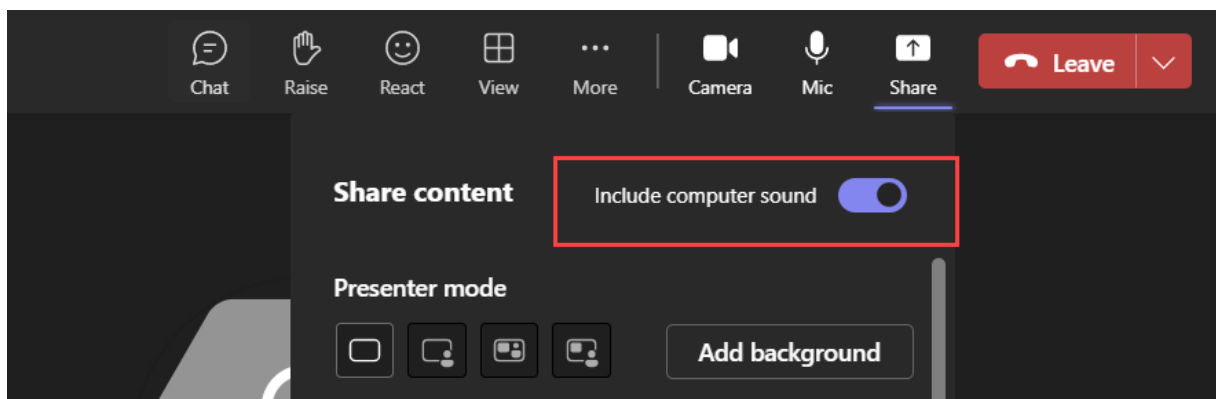 Chat Raise React View More Camera Mic Share Leave
Share content Include computer sound
Presenter mode
Add background